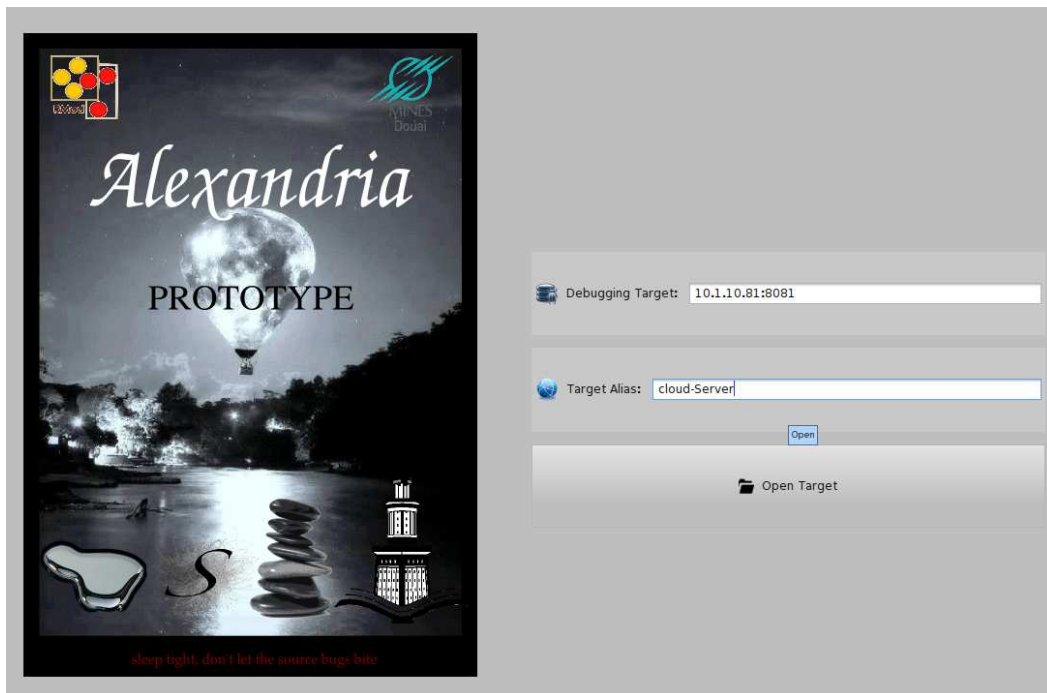 RMod
MINES
Douai
Alexandria
PROTOTYPE
S
sleep tight, don't let the source bugs bite
Debugging Target: 10.1.10.81:8081
Target Alias: cloud-Server
Open
Open Target